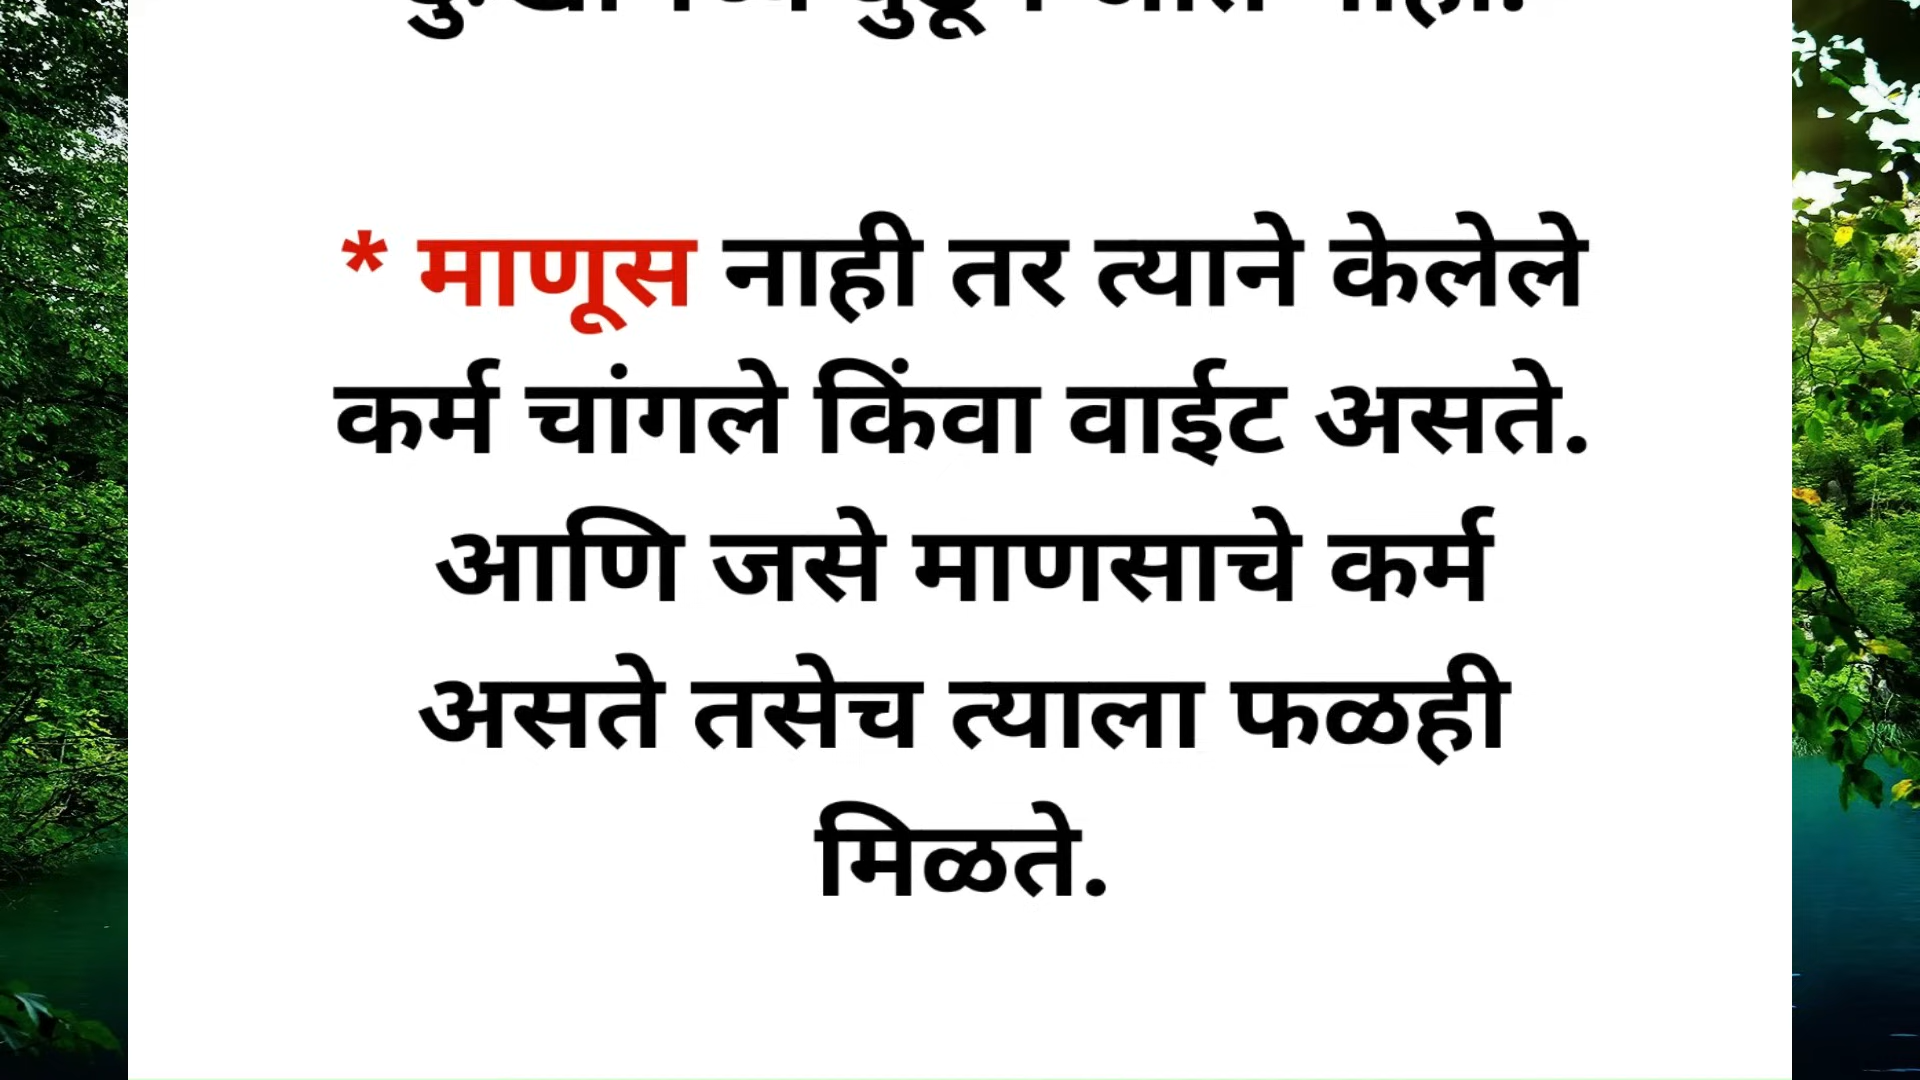 * माणूस नाही तर त्याने केलेले
कर्म चांगले किंवा वाईट असते.
आणि जसे माणसाचे कर्म
असते तसेच त्याला फळही
मिळते.